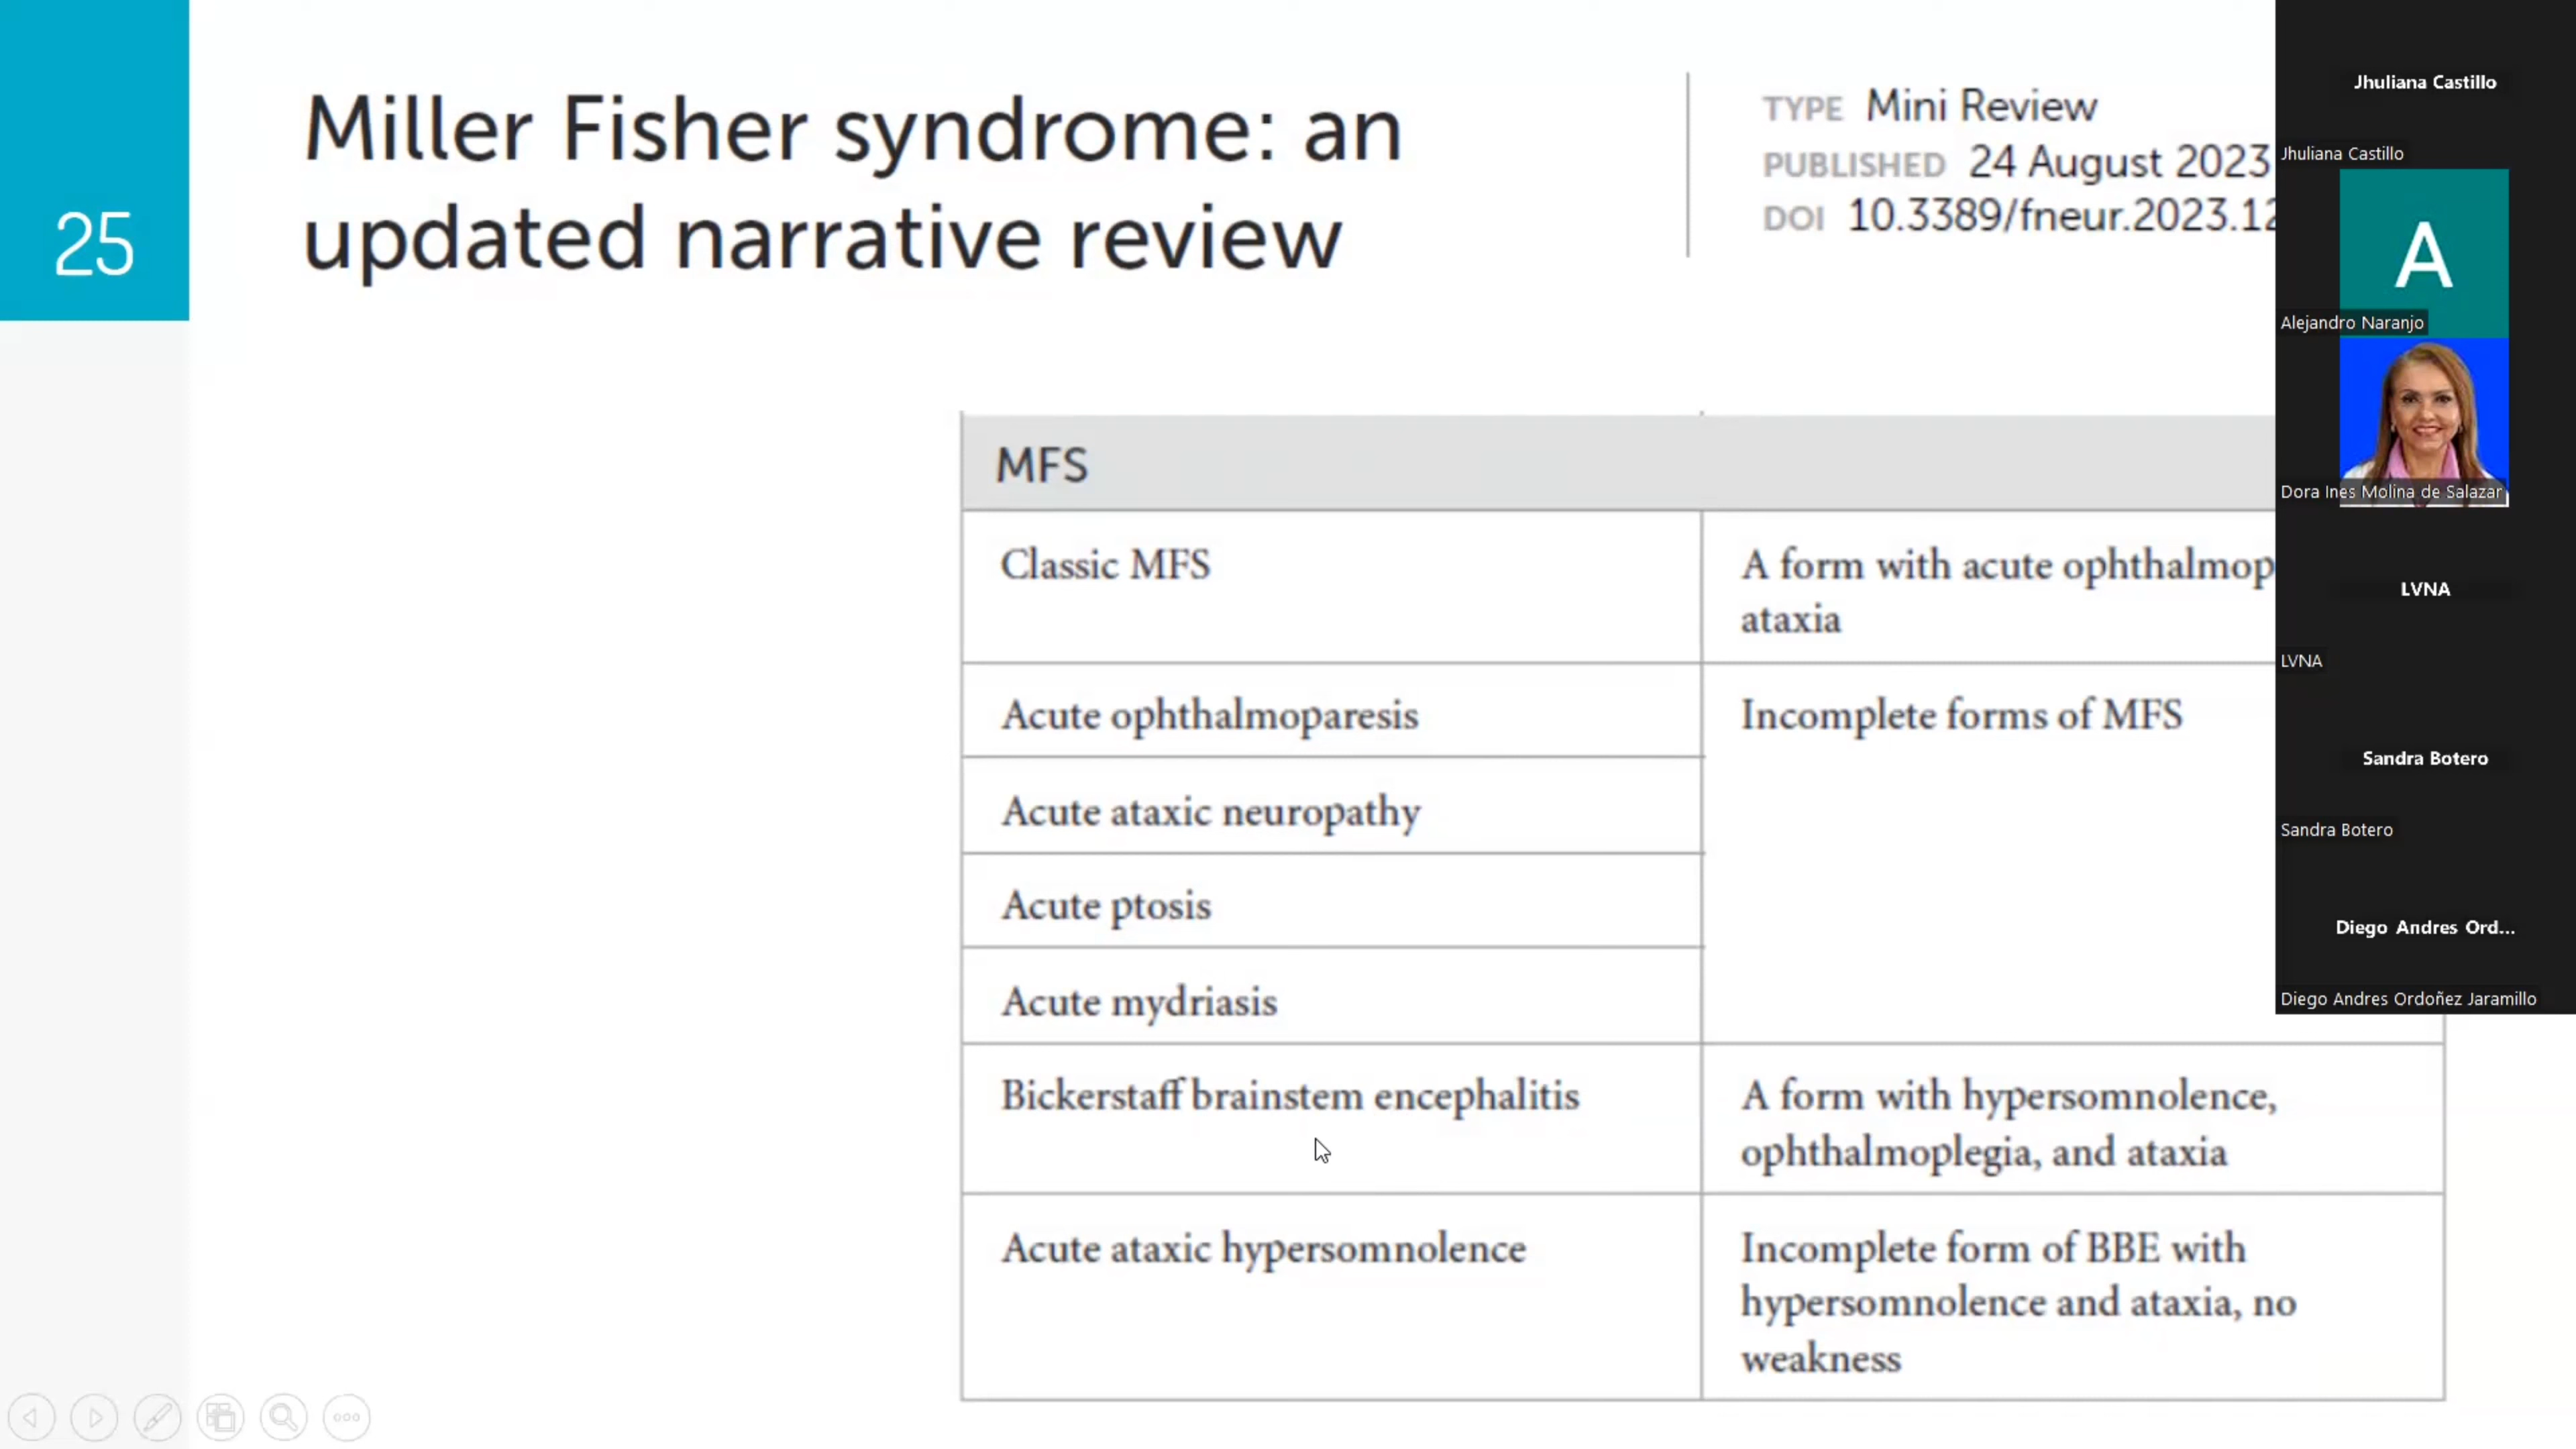 25
Miller Fisher syndrome: an
updated narrative review
TYPE Mini Review
PUBLISHED 24 August 2023
DOI 10.3389/fneur.2023.12
MFS
Classic MFS
A form with acute ophthalmop
ataxia
Acute ophthalmoparesis
Incomplete forms of MFS
Acute ataxic neuropathy
Acute ptosis
Acute mydriasis
Bickerstaff brainstem encephalitis
A form with hypersomnolence,
ophthalmoplegia, and ataxia
Acute ataxic hypersomnolence
Incomplete form of BBE with
hypersomnolence and ataxia, no
weakness
Jhuliana Castillo
Jhuliana Castillo
A
Alejandro Naranjo
Dora Ines Molina de Salazar
LVNA
LVNA
Sandra Botero
Sandra Botero
Diego Andres Ord...
Diego Andres Ordoñez Jaramillo